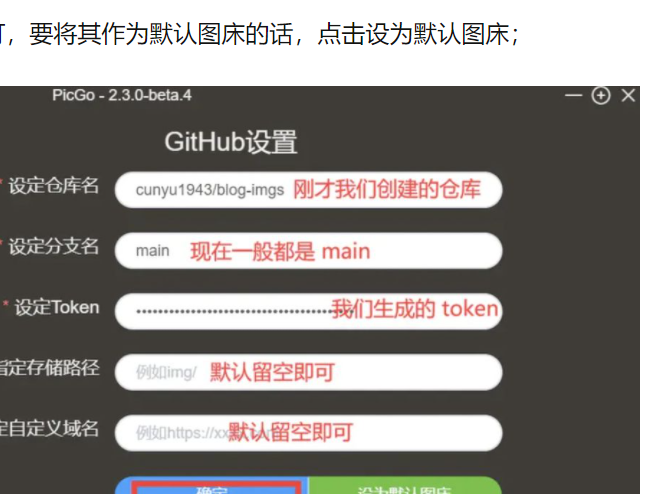 ，要将其作为默认图床的话，点击设为默认图床；
PicGo - 2.3.0-beta.4
GitHub设置
* 设定仓库名 cunyu1943/blog-imgs 刚才我们创建的仓库
* 设定分支名 main 现在一般都是 main
* 设定Token 我们生成的 token
指定存储路径 例如img/ 默认留空即可
定自定义域名 例如https://xx 默认留空即可
确定 设为默认图床